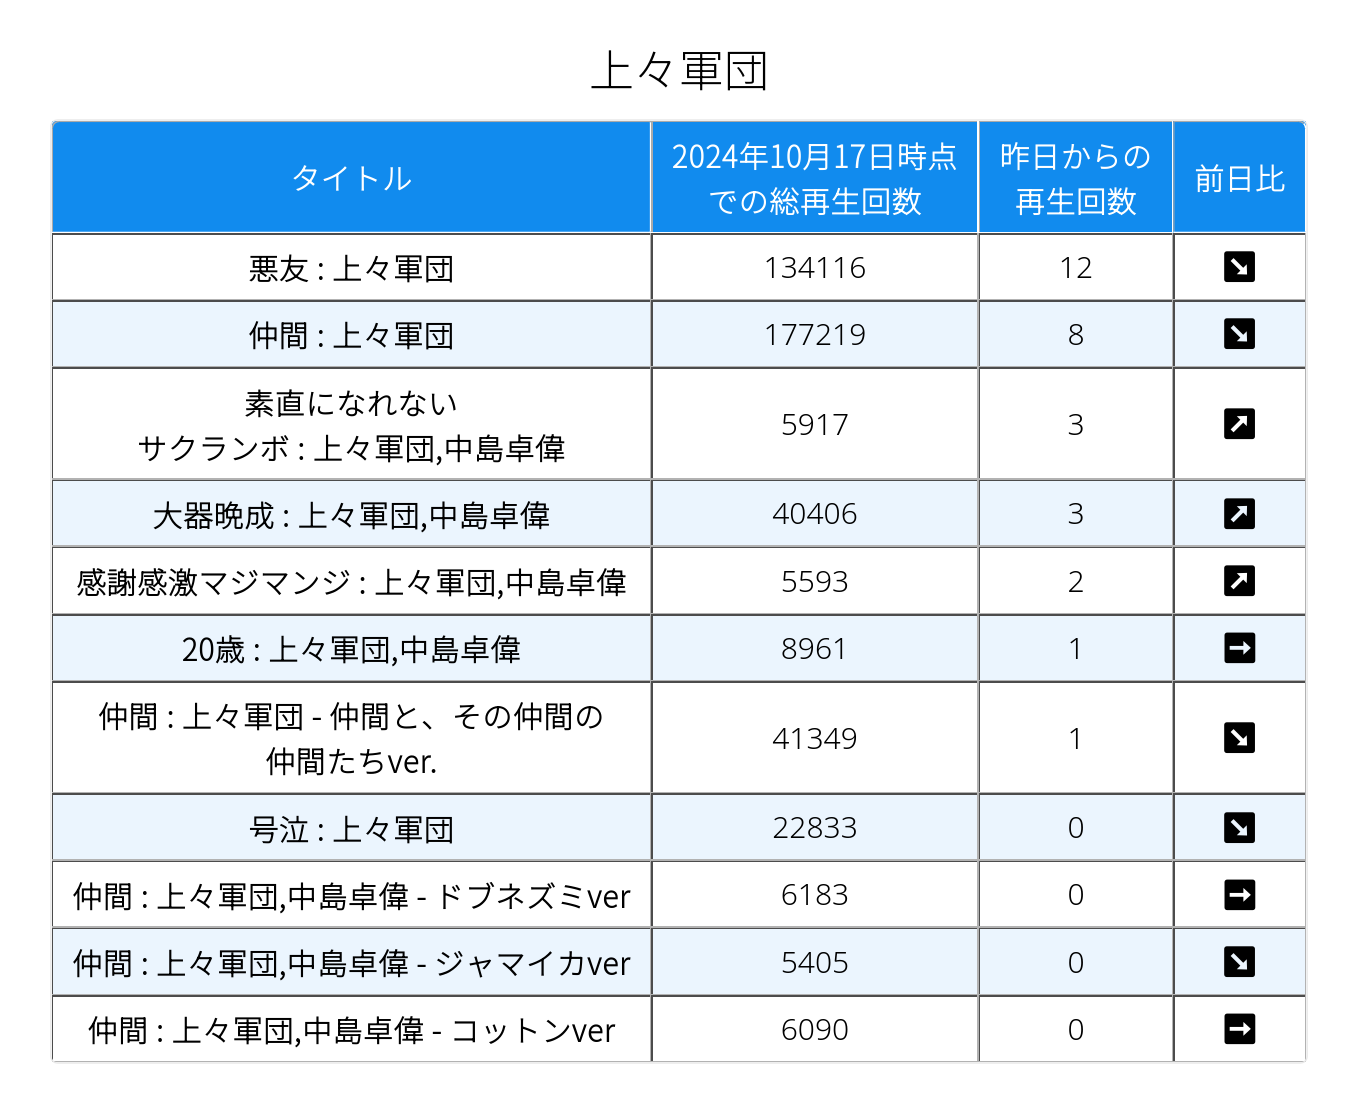 上々軍団
タイトル
2024年10月17日時点
での総再生回数
昨日からの
再生回数
前日比
悪友 : 上々軍団
134116
12
仲間 : 上々軍団
177219
8
素直になれない
サクランボ : 上々軍団,中島卓偉
5917
3
大器晩成 : 上々軍団,中島卓偉
40406
3
感謝感激マジマンジ : 上々軍団,中島卓偉
5593
2
20歳 : 上々軍団,中島卓偉
8961
1
仲間 : 上々軍団 - 仲間と、その仲間の
仲間たちver.
41349
1
号泣 : 上々軍団
22833
0
仲間 : 上々軍団,中島卓偉 - ドブネズミver
6183
0
仲間 : 上々軍団,中島卓偉 - ジャマイカver
5405
0
仲間 : 上々軍団,中島卓偉 - コットンver
6090
0